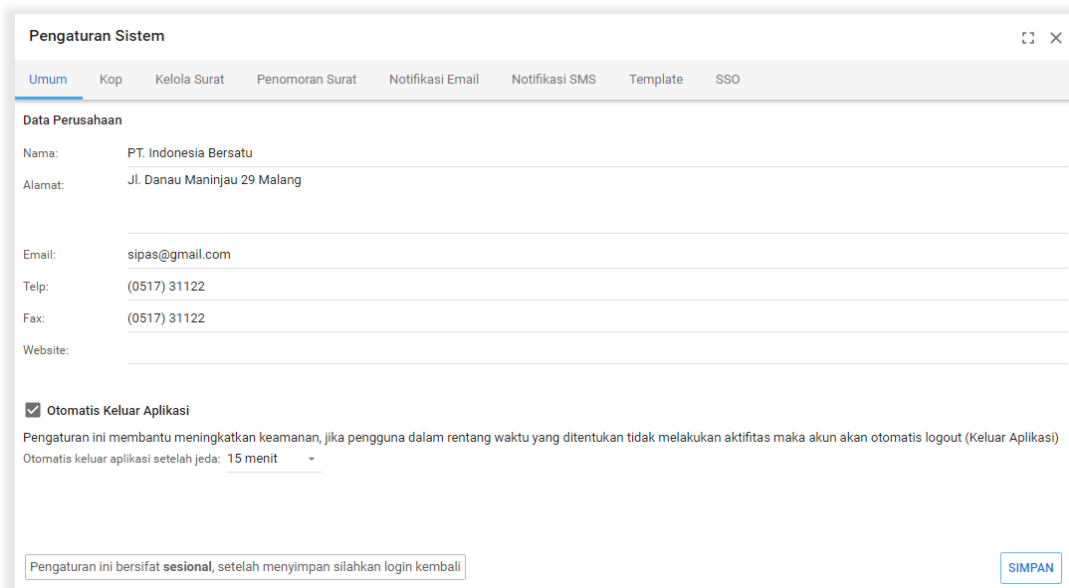 Pengaturan Sistem
Umum Kop Kelola Surat Penomoran Surat Notifikasi Email Notifikasi SMS Template SSO
Data Perusahaan
Nama: PT. Indonesia Bersatu
Alamat: Jl. Danau Maninjau 29 Malang
Email: sipas@gmail.com
Telp: (0517) 31122
Fax: (0517) 31122
Website:
Otomatis Keluar Aplikasi
Pengaturan ini membantu meningkatkan keamanan, jika pengguna dalam rentang waktu yang ditentukan tidak melakukan aktifitas maka akun akan otomatis logout (Keluar Aplikasi)
Otomatis keluar aplikasi setelah jeda: 15 menit
Pengaturan ini bersifat sesional, setelah menyimpan silahkan login kembali
SIMPAN